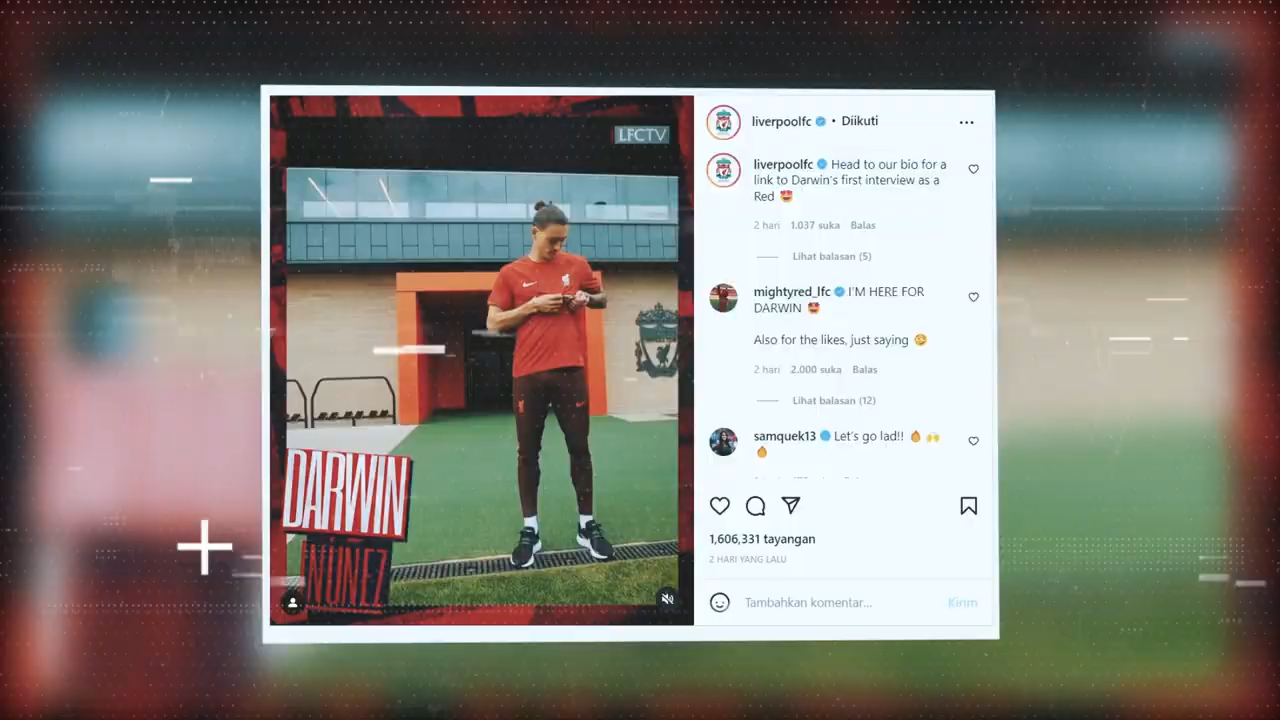 LFCTV
DARWIN
NÚNEZ
liverpoolfc • Diikuti
liverpoolfc Head to our bio for a
link to Darwin's first interview as a
Red 😍
2 hari 1.037 suka Balas
Lihat balasan (5)
mightyred_lfc I'M HERE FOR
DARWIN 😍
Also for the likes, just saying 😅
2 hari 2.000 suka Balas
Lihat balasan (12)
samquek13 Let's go lad!! 🔥 🙌
🔥
1,606,331 tayangan
2 HARI YANG LALU
Tambahkan komentar...
Kirim